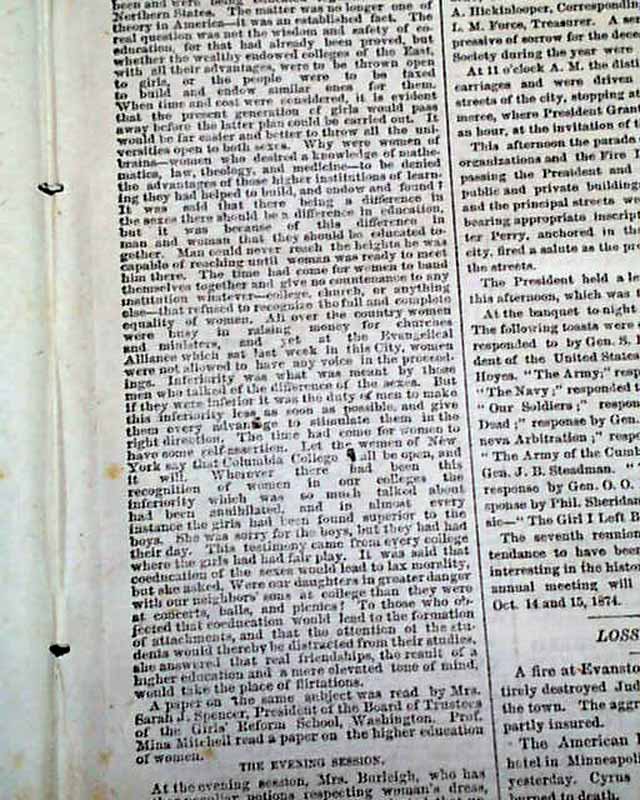 been and were being
Northern States. The matter was no longer one of
theory in America—it was an established fact. The
real question was not the wisdom and safety of co-
education, for that had already been proved, but
whether the wealthy endowed colleges of the East,
with all their advantages, were to be thrown open
to girls, or the people were to be taxed
to build and endow similar ones for them.
When time and cost were considered, it is evident
that the present generation of girls would pass
away before the latter plan could be carried out. It
would be far easier and better to throw all the uni-
versities open to both sexes. Why were women of
brains—women who desired a knowledge of mathe-
matics, law, theology, and medicine—to be denied
the advantages of those higher institutions of learn-
ing they had helped to build, and endow and found?
It was said that there being a difference in
the sexes there should be a difference in education,
but it was because of this difference in
man and woman that they should be educated to-
gether. Man could never reach the heights he was
capable of reaching until woman was ready to meet
him there. The time had come for women to band
themselves together and give no countenance to any
institution whatever—college, church, or anything
else—that refused to recognize the full and complete
equality of women. All over the country women
were busy in raising money for churches
and ministers, and yet at the Evangelical
Alliance which sat last week in this City, women
were not allowed to have any voice in the proceed-
ings. Inferiority was what was meant by those
men who talked of the difference of the sexes. But
if they were inferior it was the duty of men to make
this inferiority less as soon as possible, and give
them every advantage to stimulate them in the
right direction. The time had come for women to
have some self-assertion. Let the women of New-
York say that Columbia College all be open, and
it will. Wherever there had been this
recognition of women in our colleges the
inferiority which was so much talked about
had been annihilated, and in almost every
instance the girls had been found superior to the
boys. She was sorry for the boys, but they had had
their day. This testimony came from every college
where the girls had had fair play. It was said that
coeducation of the sexes would lead to lax morality,
but she asked, Were our daughters in greater danger
with our neighbors' sons at college than they were
at concerts, balls, and picnics? To those who ob-
jected that coeducation would lead to the formation
of attachments, and that the attention of the stu-
dents would thereby be distracted from their studies,
she answered that real friendships, the result of a
higher education and a more elevated tone of mind,
would take the place of flirtations.
A paper on the same subject was read by Mrs.
Sarah J. Spencer, President of the Board of Trustees
of the Girls' Reform School, Washington. Prof.
Mina Mitchell read a paper on the higher education
of women.
THE EVENING SESSION.
At the evening session, Mrs. Burleigh, who has
peculiar notions respecting woman's dress,
A. Hickinlooper, Correspondin
L. M. Force, Treasurer. A se
pressive of sorrow for the dece
Society during the year were
At 11 o'clock A. M. the disti
carriages and were driven
streets of the city, stopping at
merce, where President Gran
an hour, at the invitation of t
This afternoon the parade
organizations and the Fire
passing the President and
public and private building
and the principal streets we
bearing appropriate inscrip
ter Perry, anchored in the
city, fired a salute as the pr
the streets.
The President held a le
this afternoon, which was
At the banquet to-night
The following toasts were
responded to by Gen. S.
dent of the United States
Hoyes. "The Army;" resp
"The Navy;" responded t
"Our Soldiers;" respon
Dead;" response by Gen.
neva Arbitration;" respo
"The Army of the Cumb
Gen. J. B. Steadman. "
response by Gen. O. O.
sponse by Phil. Sheridan
sic—"The Girl I Left B
The seventh reunion
tendance to have been
interesting in the histor
annual meeting will
Oct. 14 and 15, 1874.
LOSS
A fire at Evanston
tirely destroyed Jud
the town. The aggr
partly insured.
The American
hotel in Minneapoli
yesterday. Cyrus
burned to death.